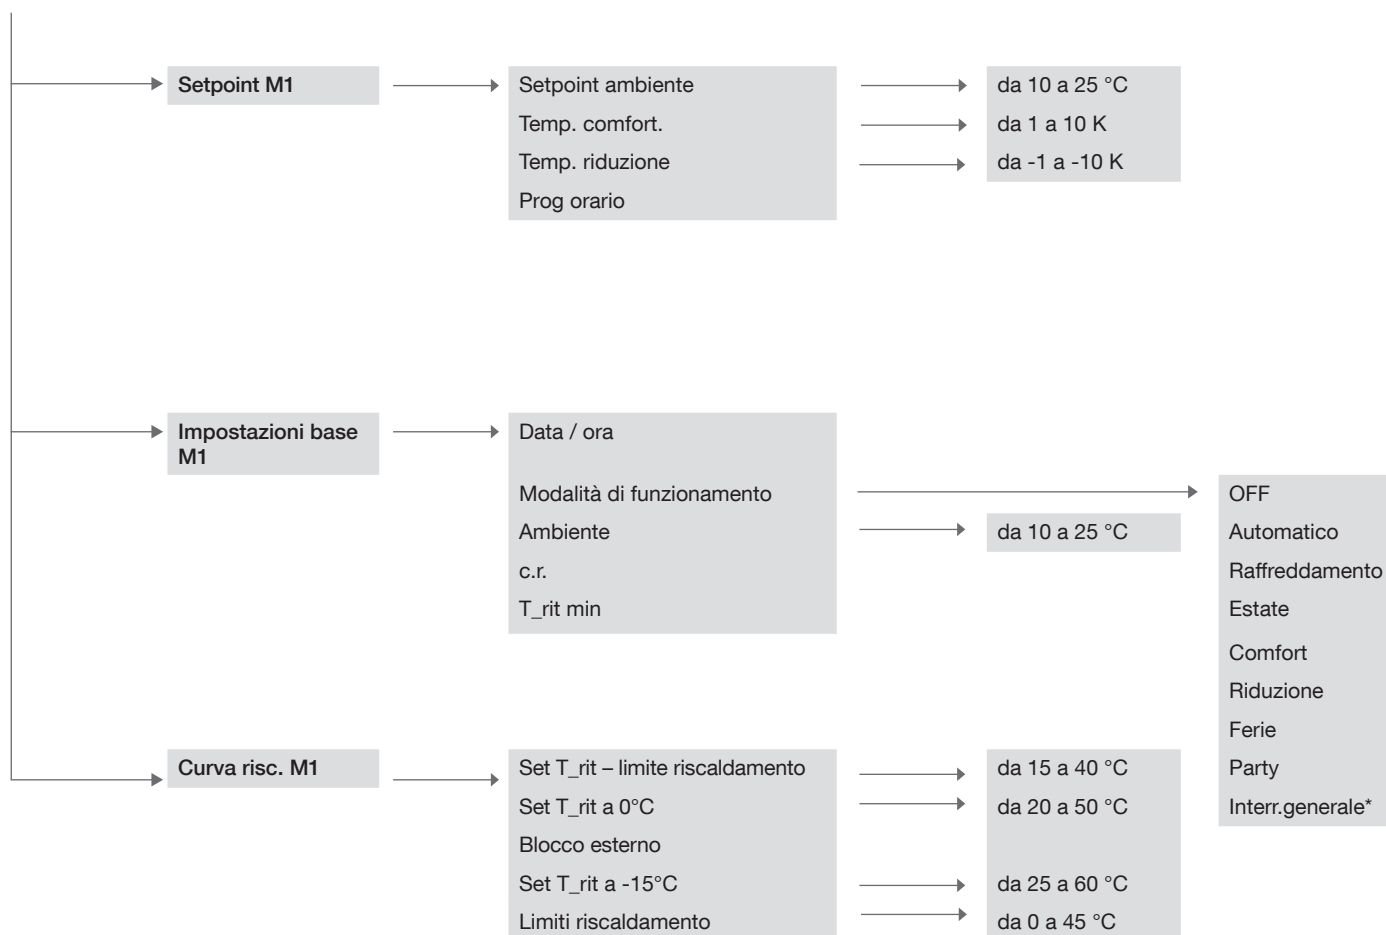 Setpoint M1
Setpoint ambiente
da 10 a 25 °C
Temp. comfort.
da 1 a 10 K
Temp. riduzione
da -1 a -10 K
Prog orario
Impostazioni base
M1
Data / ora
Modalità di funzionamento
OFF
Ambiente
da 10 a 25 °C
Automatico
c.r.
Raffreddamento
T_rit min
Estate
Comfort
Riduzione
Ferie
Curva risc. M1
Set T_rit – limite riscaldamento
da 15 a 40 °C
Party
Set T_rit a 0°C
da 20 a 50 °C
Interr.generale*
Blocco esterno
Set T_rit a -15°C
da 25 a 60 °C
Limiti riscaldamento
da 0 a 45 °C